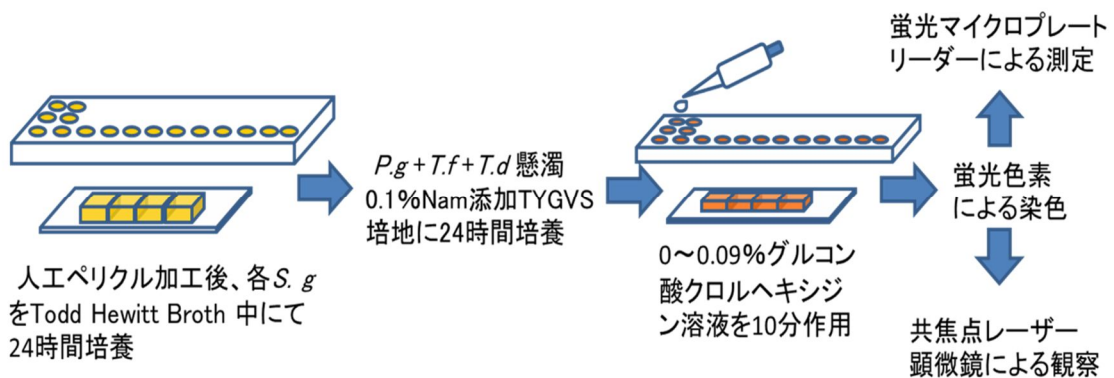 人工ペリクル加工後、各S. g
をTodd Hewitt Broth 中にて
24時間培養
P.g + T.f + T.d 懸濁
0.1%Nam添加TYGVS
培地に24時間培養
0～0.09%グルコン
酸クロルヘキシジ
ン溶液を10分作用
蛍光マイクロプレート
リーダーによる測定
蛍光色素
による染色
共焦点レーザー
顕微鏡による観察